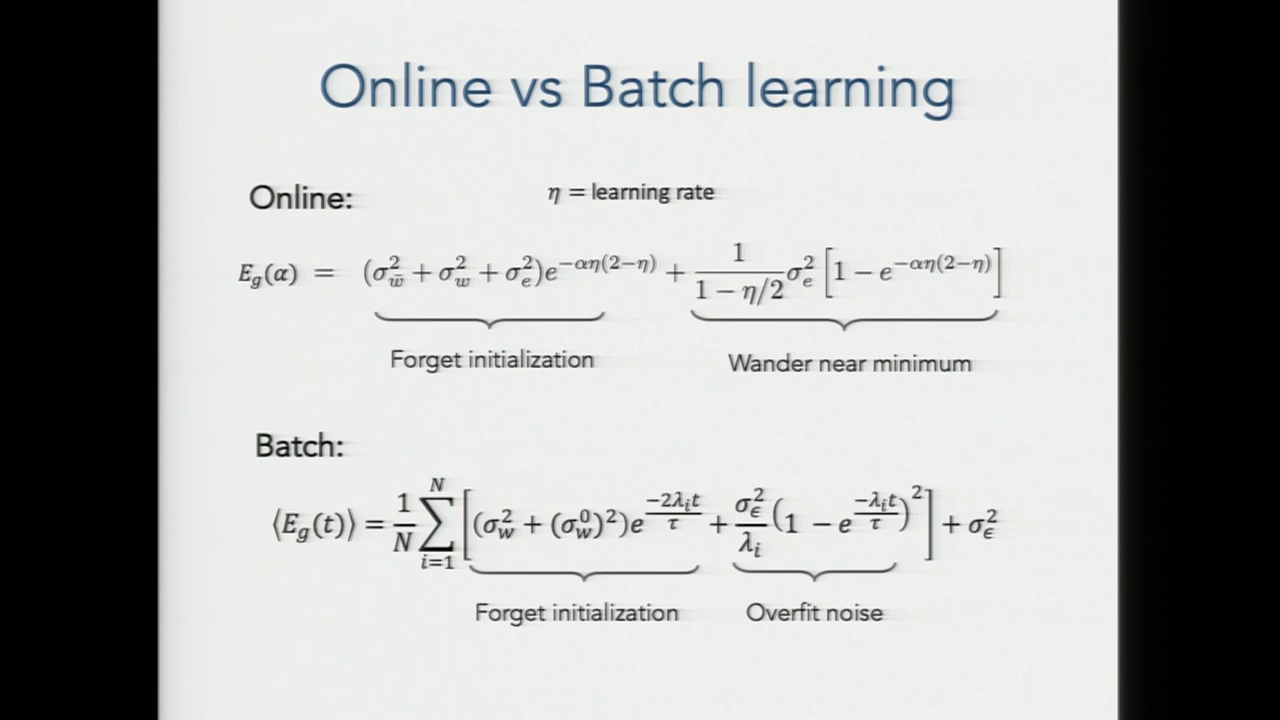 Online vs Batch learning
Online:
η = learning rate
E_g(α) = (σ_w̄^2 + σ_w^2 + σ_e^2)e^{−αη(2−η)} + \frac{1}{1 − η/2}σ_e^2 [1 − e^{−αη(2−η)}]
Forget initialization
Wander near minimum
Batch:
⟨E_g(t)⟩ = \frac{1}{N} \sum_{i=1}^{N} [(σ_w^2 + (σ_w^0)^2)e^{\frac{−2λ_i t}{τ}} + \frac{σ_ϵ^2}{λ_i}(1 − e^{\frac{−λ_i t}{τ}})^2] + σ_ϵ^2
Forget initialization
Overfit noise